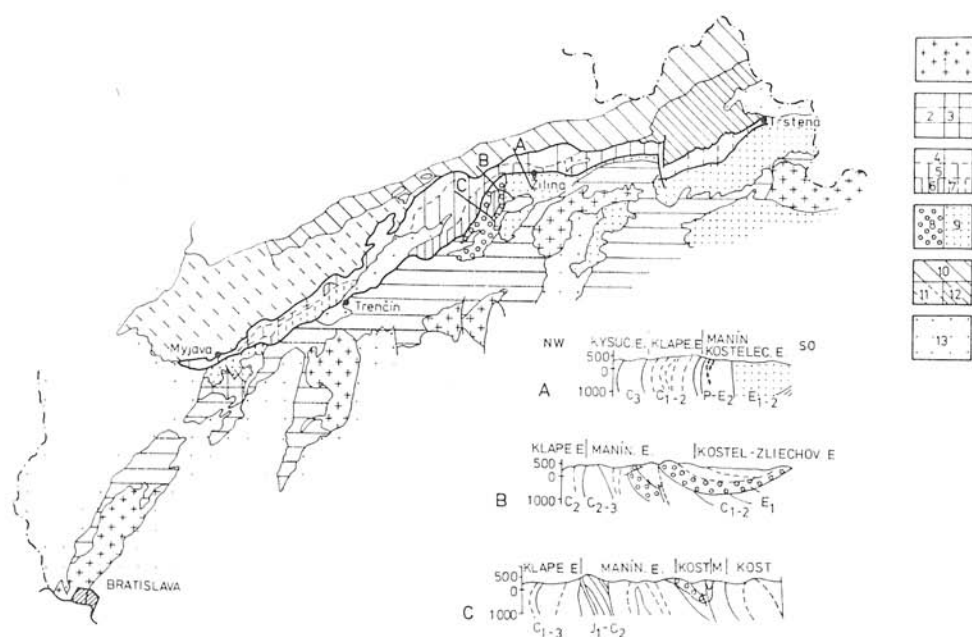 A
B
C
Trstená
Žilina
Trenčín
Myjava
BRATISLAVA
2 3
4
5
6 7
8 9
10
11 12
13
NW KYSUC E. KLAPE E MANÍN KOSTELEC. E SO
500
0
1000
A
C3 C1-2 P-E2 E1-2
KLAPE E MANÍN. E. KOSTEL-ZLIECHOV E
500
0
1000
B
C2 C2-3 C1-2 E1
KLAPE E MANÍN. E. KOST M KOST
500
0
1000
C
C1-3 J1-C2